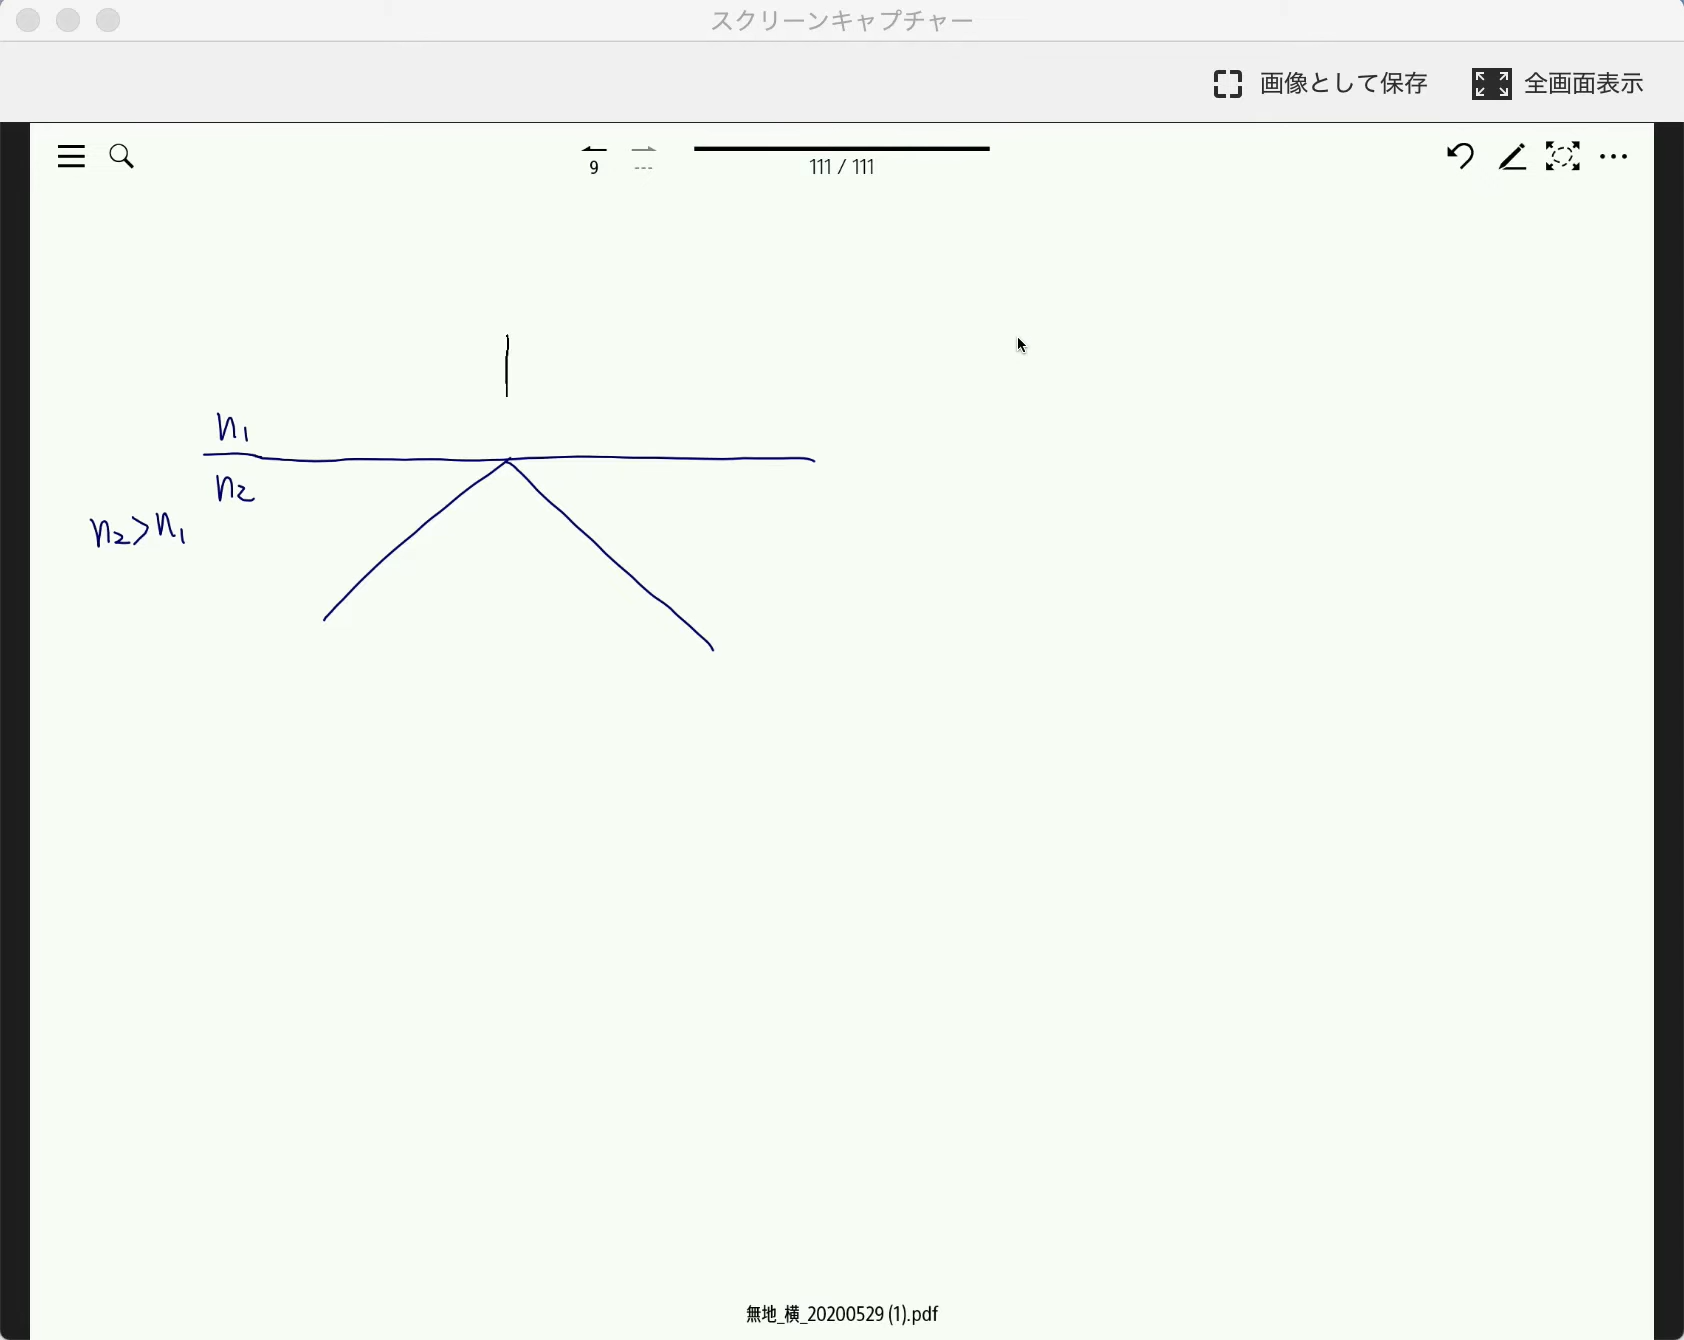 スクリーンキャプチャー
画像として保存 全画面表示
9 --- 111 / 111
n₁
n₂
n₂>n₁
無地_横_20200529 (1).pdf